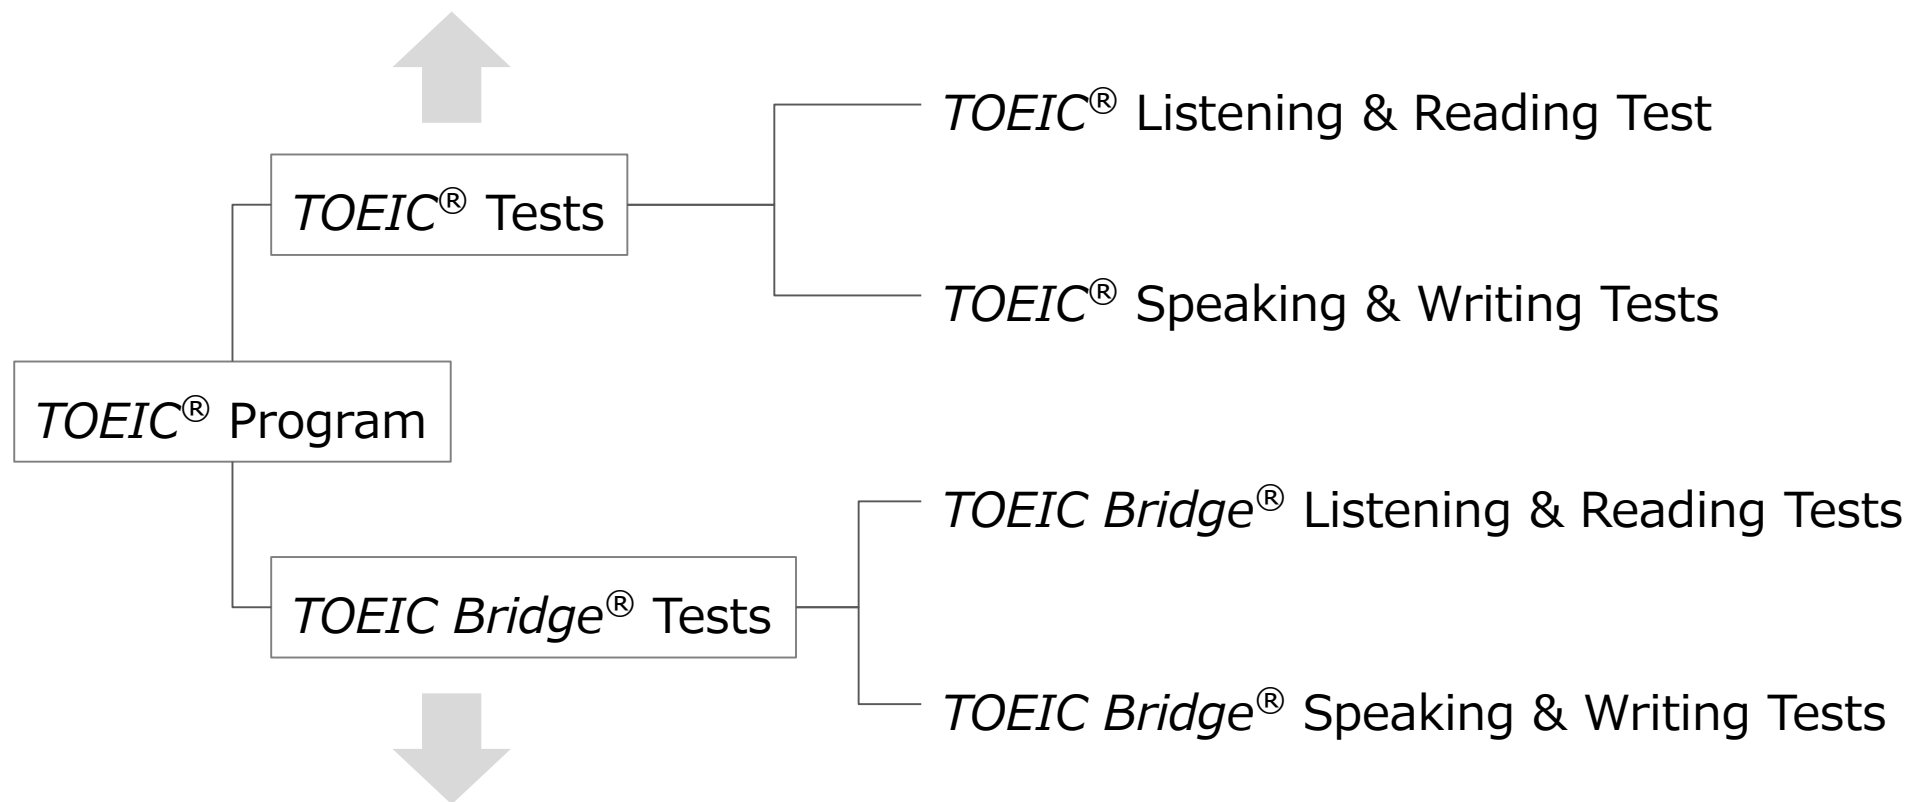 TOEIC® Listening & Reading Test
TOEIC® Tests
TOEIC® Speaking & Writing Tests
TOEIC® Program
TOEIC Bridge® Listening & Reading Tests
TOEIC Bridge® Tests
TOEIC Bridge® Speaking & Writing Tests